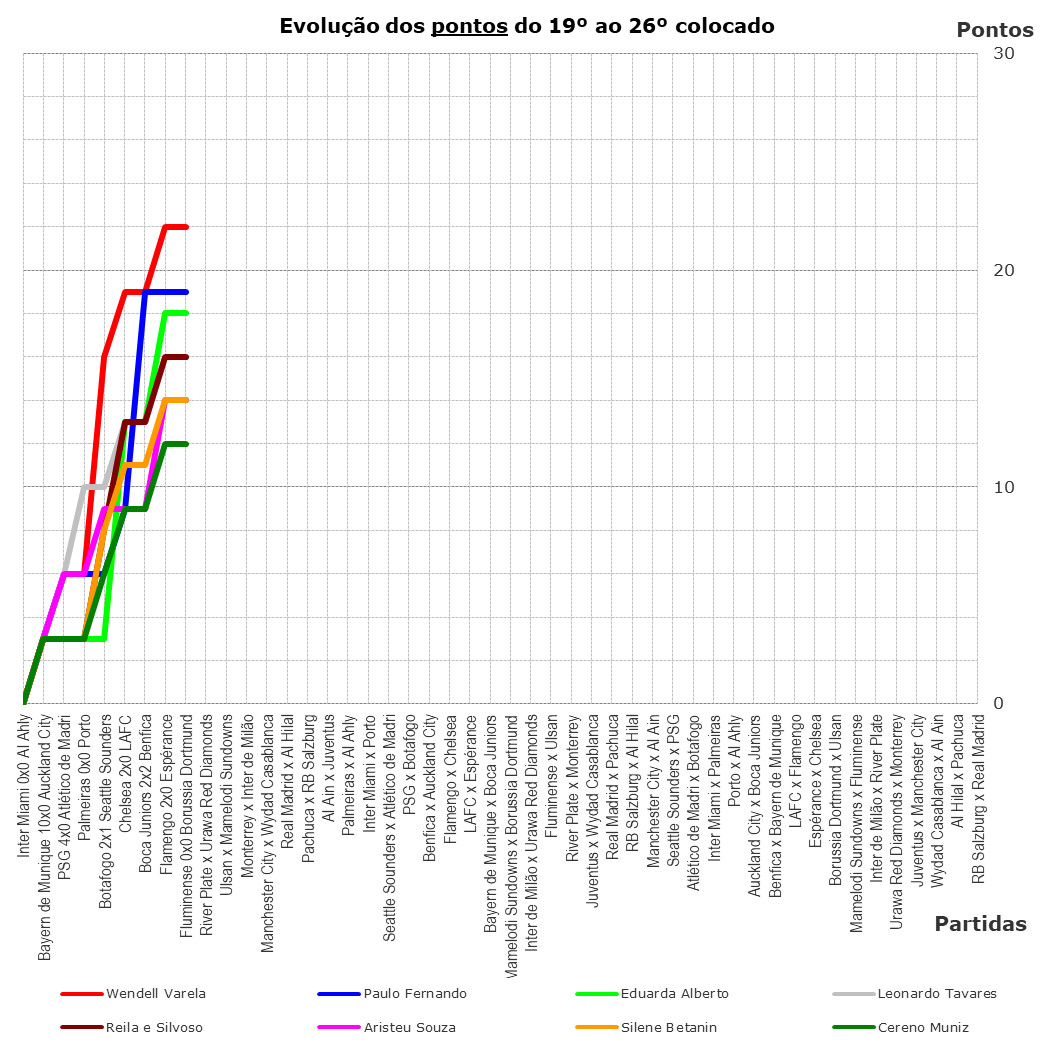 Evolução dos pontos do 19º ao 26º colocado
Pontos
30
20
10
0
Inter Miami 0x0 Al Ahly
Bayern de Munique 10x0 Auckland City
PSG 4x0 Atlético de Madri
Palmeiras 0x0 Porto
Botafogo 2x1 Seattle Sounders
Chelsea 2x0 LAFC
Boca Juniors 2x2 Benfica
Flamengo 2x0 Espérance
Fluminense 0x0 Borussia Dortmund
River Plate x Urawa Red Diamonds
Ulsan x Mamelodi Sundowns
Monterrey x Inter de Milão
Manchester City x Wydad Casablanca
Real Madrid x Al Hilal
Pachuca x RB Salzburg
Al Ain x Juventus
Palmeiras x Al Ahly
Inter Miami x Porto
Seattle Sounders x Atlético de Madri
PSG x Botafogo
Benfica x Auckland City
Flamengo x Chelsea
LAFC x Espérance
Bayern de Munique x Boca Juniors
Mamelodi Sundowns x Borussia Dortmund
Inter de Milão x Urawa Red Diamonds
Fluminense x Ulsan
River Plate x Monterrey
Juventus x Wydad Casablanca
Real Madrid x Pachuca
RB Salzburg x Al Hilal
Manchester City x Al Ain
Seattle Sounders x PSG
Atlético de Madri x Botafogo
Inter Miami x Palmeiras
Porto x Al Ahly
Auckland City x Boca Juniors
Benfica x Bayern de Munique
LAFC x Flamengo
Espérance x Chelsea
Borussia Dortmund x Ulsan
Mamelodi Sundowns x Fluminense
Inter de Milão x River Plate
Urawa Red Diamonds x Monterrey
Juventus x Manchester City
Wydad Casablanca x Al Ain
Al Hilal x Pachuca
RB Salzburg x Real Madrid
Partidas
Wendell Varela
Paulo Fernando
Eduarda Alberto
Leonardo Tavares
Reila e Silvoso
Aristeu Souza
Silene Betanin
Cereno Muniz